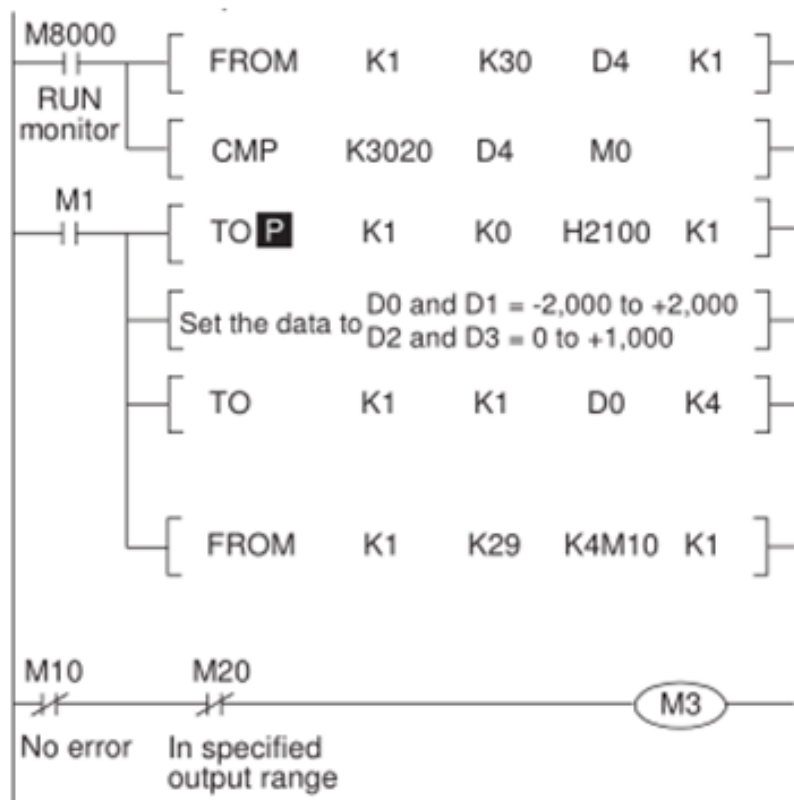 M8000
FROM K1 K30 D4 K1
RUN
monitor
CMP K3020 D4 M0
M1
TO P K1 K0 H2100 K1
Set the data to D0 and D1 = -2,000 to +2,000
D2 and D3 = 0 to +1,000
TO K1 K1 D0 K4
FROM K1 K29 K4M10 K1
M10 M20
M3
No error In specified
output range